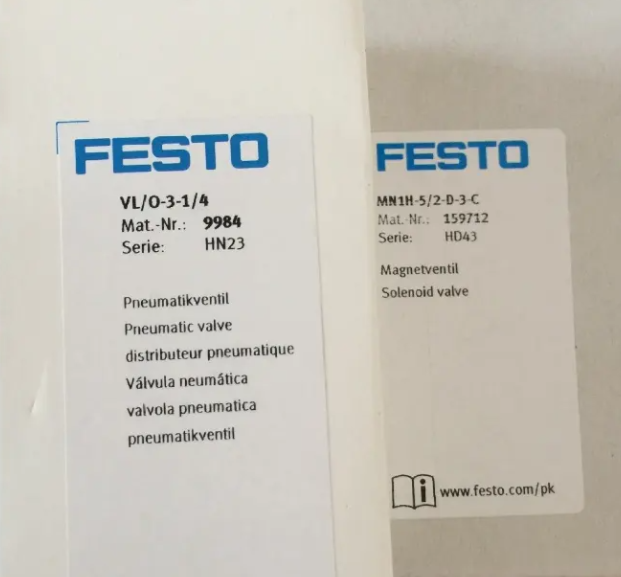 FESTO
VL/O-3-1/4
Mat.-Nr.: 9984
Serie: HN23
Pneumatikventil
Pneumatic valve
distributeur pneumatique
Válvula neumática
valvola pneumatica
pneumatikventil
FESTO
MN1H-5/2-D-3-C
Mat.-Nr.: 159712
Serie: HD43
Magnetventil
Solenoid valve
www.festo.com/pk